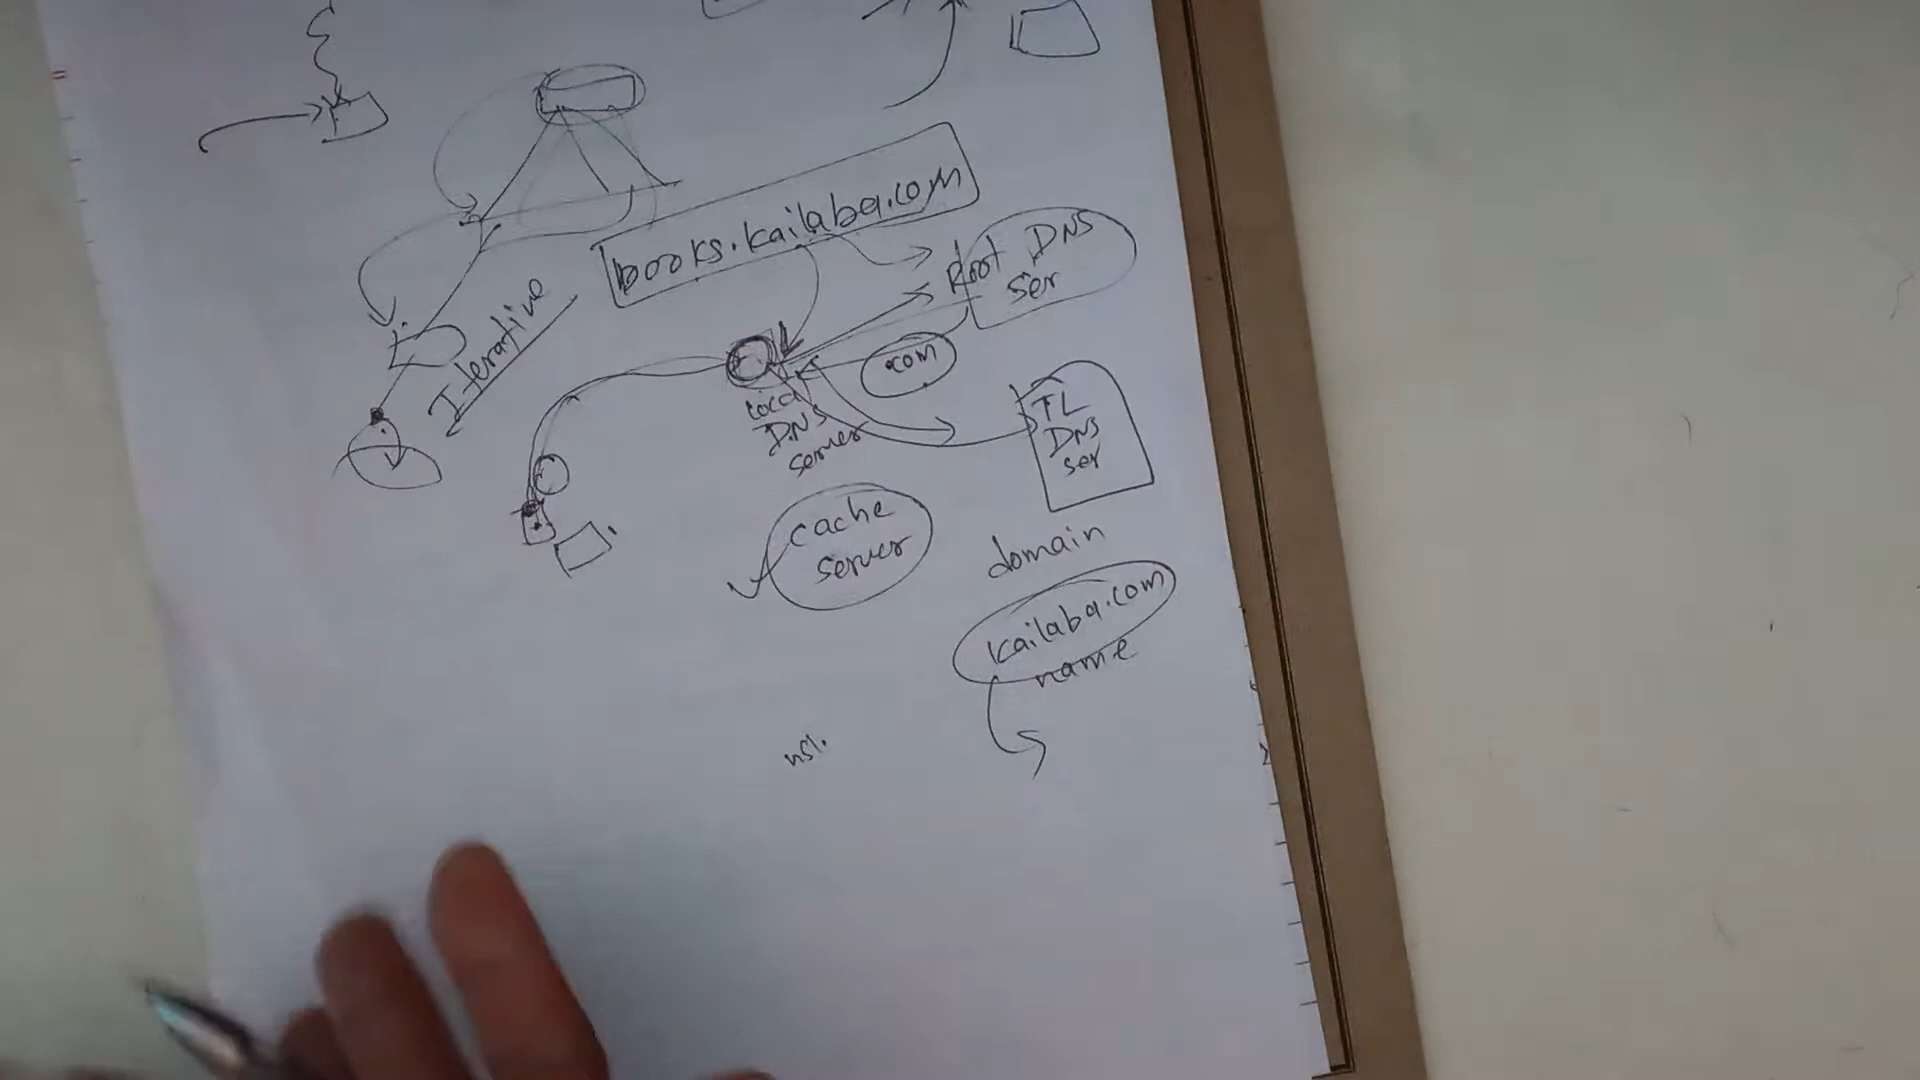 books.kailaba.com
Root DNS
ser
Iterative
.com
Local
DNS
server
TL
DNS
ser
cache
server
domain
kailaba.com
name
ns1.